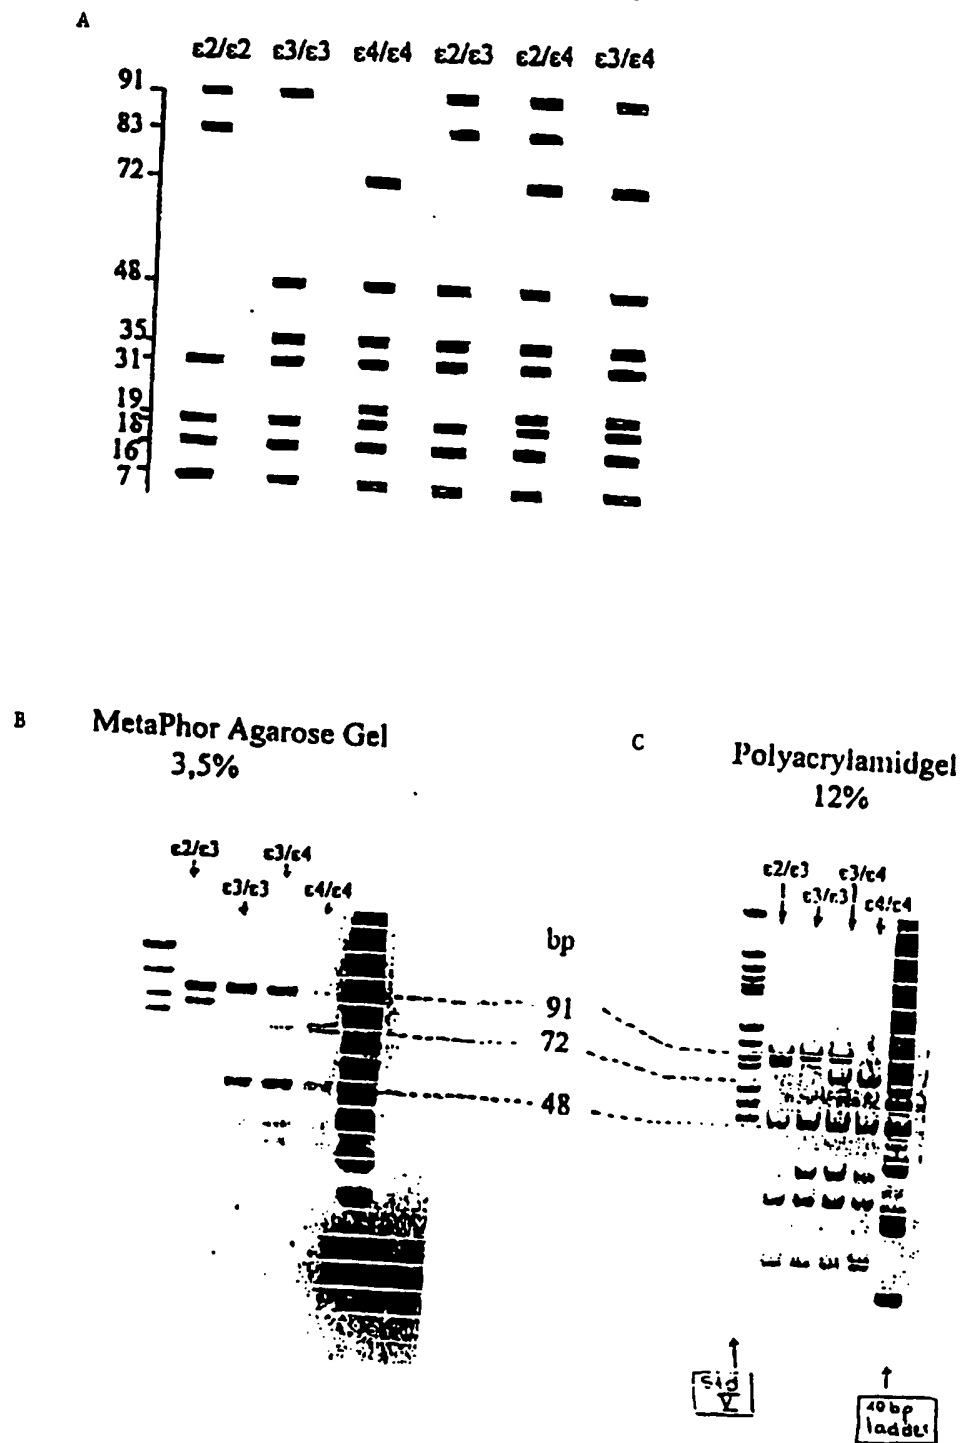 A
ε2/ε2 ε3/ε3 ε4/ε4 ε2/ε3 ε2/ε4 ε3/ε4
91
83
72
48
35
31
19
18
16
7
B
MetaPhor Agarose Gel
3,5%
ε2/ε3 ε3/ε4
ε3/ε3 ε4/ε4
bp
91
72
48
C
Polyacrylamidgel
12%
ε2/ε3 ε3/ε4
ε3/ε3 ε4/ε4
Std
V
10 bp
ladder